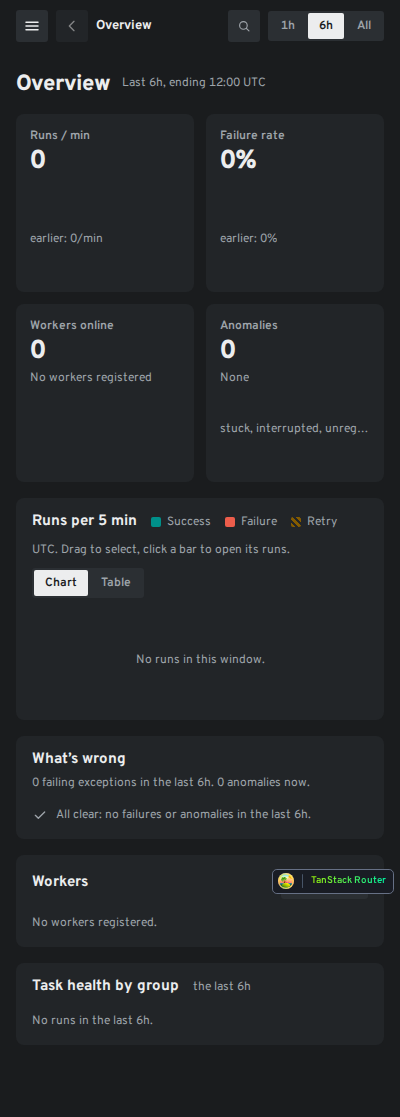 Overview
1h 6h All
Overview Last 6h, ending 12:00 UTC
Runs / min
0
earlier: 0/min
Failure rate
0%
earlier: 0%
Workers online
0
No workers registered
Anomalies
0
None
stuck, interrupted, unreg…
Runs per 5 min Success Failure Retry
UTC. Drag to select, click a bar to open its runs.
Chart Table
No runs in this window.
What's wrong
0 failing exceptions in the last 6h. 0 anomalies now.
All clear: no failures or anomalies in the last 6h.
Workers
TanStack Router
No workers registered.
Task health by group the last 6h
No runs in the last 6h.